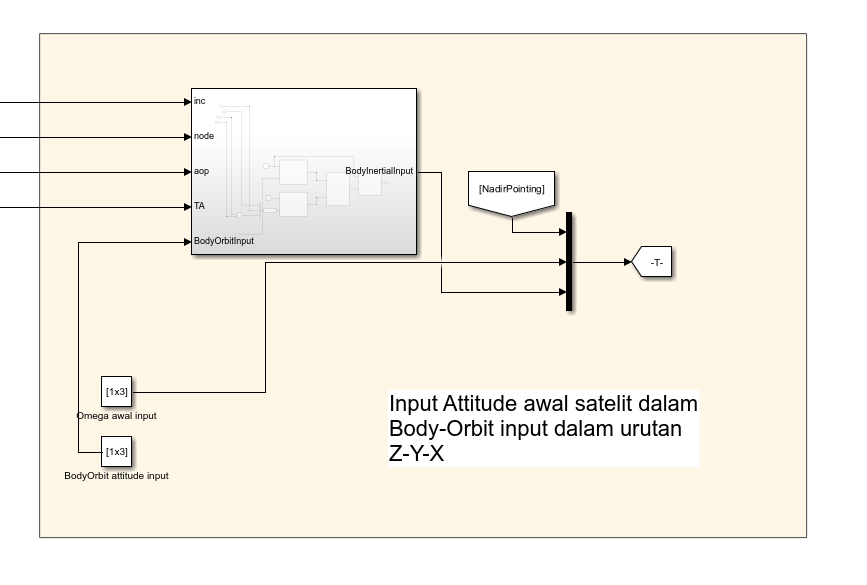 inc
node
aop
TA
BodyOrbitInput
BodyInertialInput
[NadirPointing]
-T-
[1x3]
Omega awal input
[1x3]
BodyOrbit attitude input
Input Attitude awal satelit dalam
Body-Orbit input dalam urutan
Z-Y-X